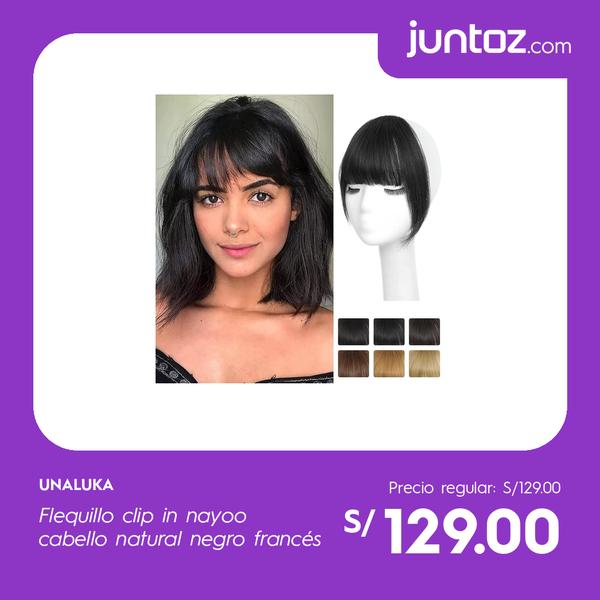 juntoz.com
UNALUKA
Flequillo clip in nayoo
cabello natural negro francés
Precio regular: S/129.00
S/ 129.00